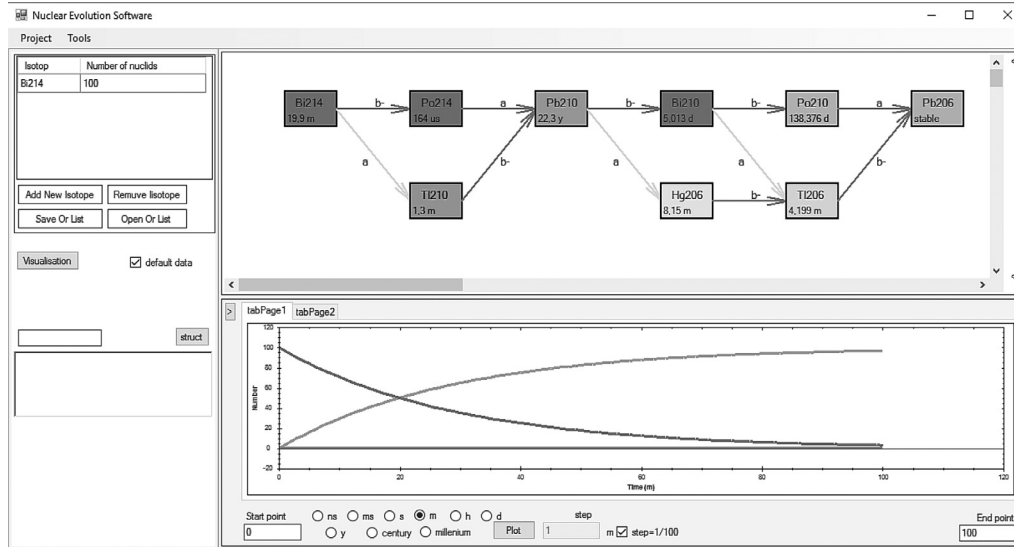 Nuclear Evolution Software
Project Tools
Isotop Number of nuclids
Bi214 100
Add New Isotope Remuve Iisotope
Save Or List Open Or List
Visualisation default data
struct
Bi214 b- Po214 a Pb210 b- Bi210 b- Po210 a Pb206
19,9 m 164 us 22,3 y 5,013 d 138,376 d stable
a b- a a b-
Tl210 Hg206 b- Tl206
1,3 m 8,15 m 4,199 m
> tabPage1 tabPage2
120
100
80
60
40
20
0
-20
Number
0 20 40 60 80 100 120
Time (m)
Start point ns ms s m h d step End point
0 y century millenium Plot 1 m step=1/100 100